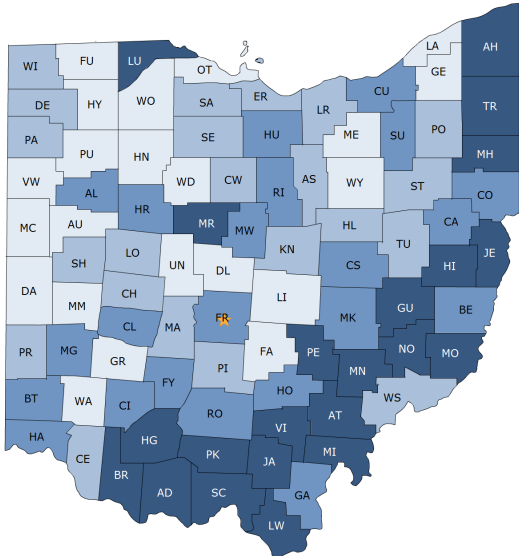 LA
AH
FU
LU
WI
OT
GE
CU
ER
WO
HY
DE
SA
LR
TR
PO
ME
SU
HU
SE
PA
PU
HN
MH
AS
WY
ST
CW
WD
VW
AL
RI
CO
HR
MR
MW
HL
CA
MC
AU
TU
KN
LO
JE
UN
SH
HI
CS
DL
DA
CH
LI
MM
GU
BE
MK
FR
CL
MA
NO
MO
FA
PE
PR
MG
GR
MN
PI
FY
HO
WS
BT
WA
CI
RO
AT
VI
HA
HG
MI
PK
JA
CE
BR
AD
SC
GA
LW